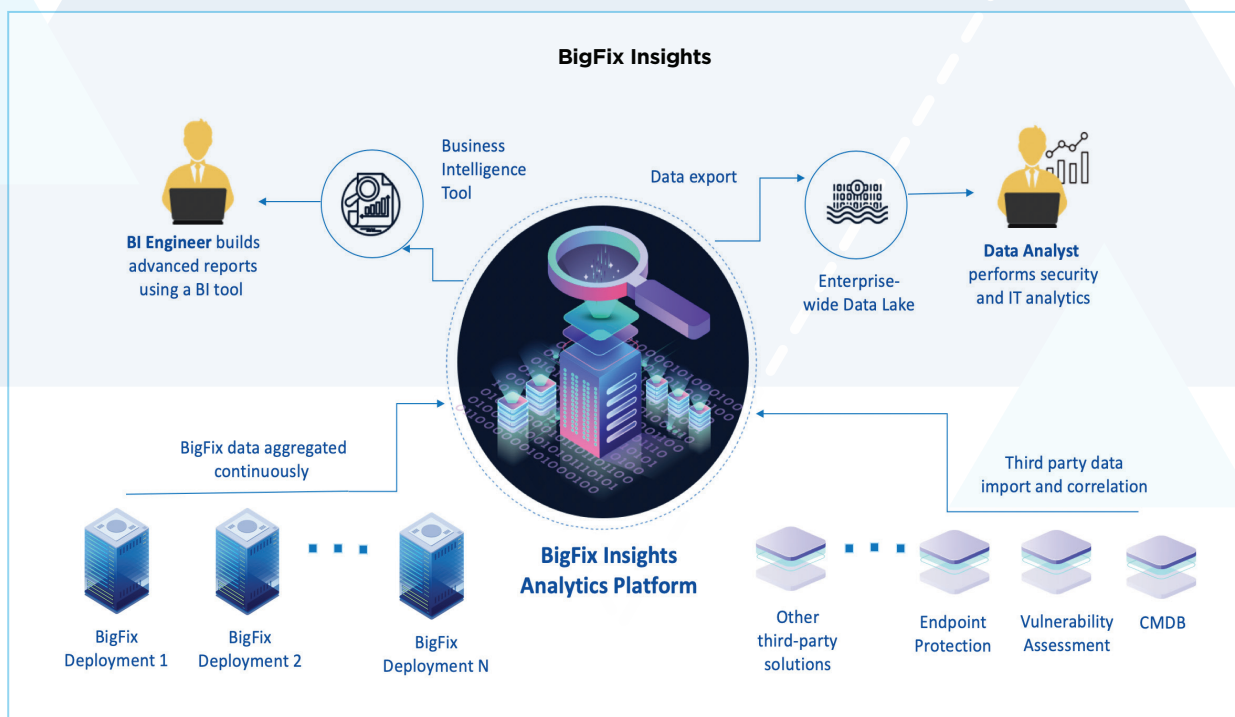 BigFix Insights
Business
Intelligence
Tool
Data export
BI Engineer builds
advanced reports
using a BI tool
Enterprise-
wide Data Lake
Data Analyst
performs security
and IT analytics
BigFix data aggregated
continuously
Third party data
import and correlation
BigFix Insights
Analytics Platform
BigFix
Deployment 1
BigFix
Deployment 2
BigFix
Deployment N
Other
third-party
solutions
Endpoint
Protection
Vulnerability
Assessment
CMDB